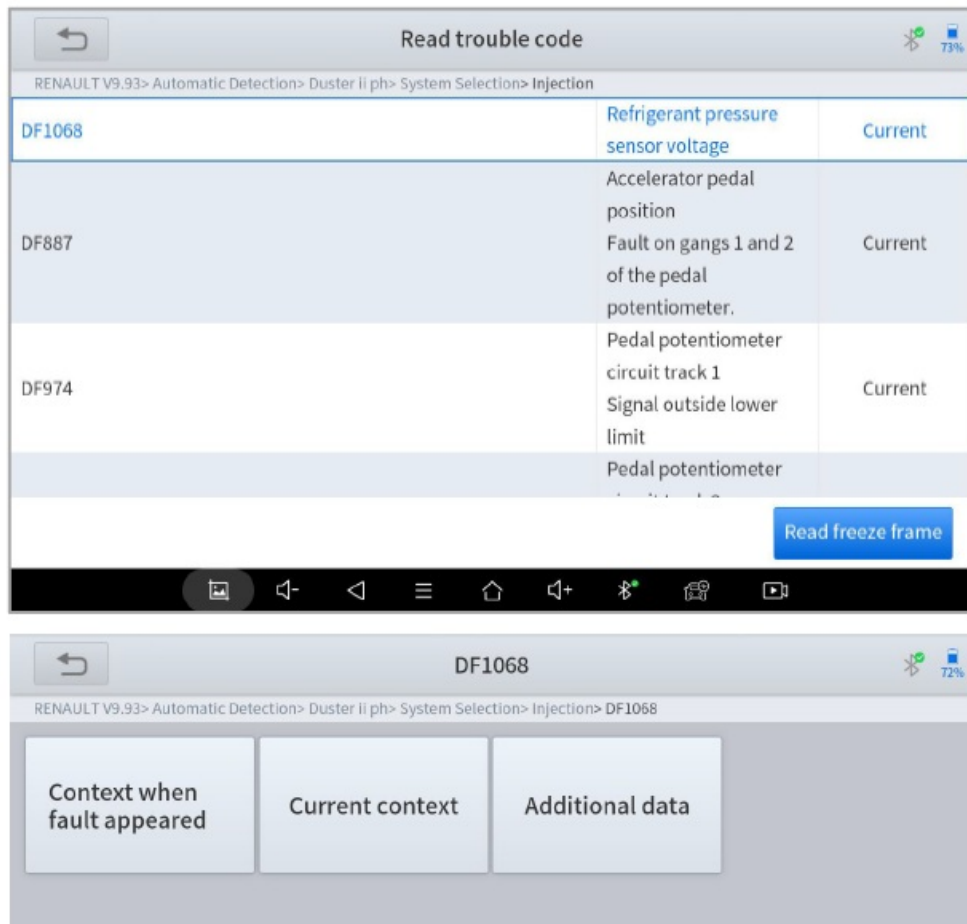 Read trouble code
73%
RENAULT V9.93> Automatic Detection> Duster ii ph> System Selection> Injection
DF1068
Refrigerant pressure
sensor voltage
Current
DF887
Accelerator pedal
position
Fault on gangs 1 and 2
of the pedal
potentiometer.
Current
DF974
Pedal potentiometer
circuit track 1
Signal outside lower
limit
Current
Pedal potentiometer
Read freeze frame
DF1068
72%
RENAULT V9.93> Automatic Detection> Duster ii ph> System Selection> Injection> DF1068
Context when
fault appeared
Current context
Additional data